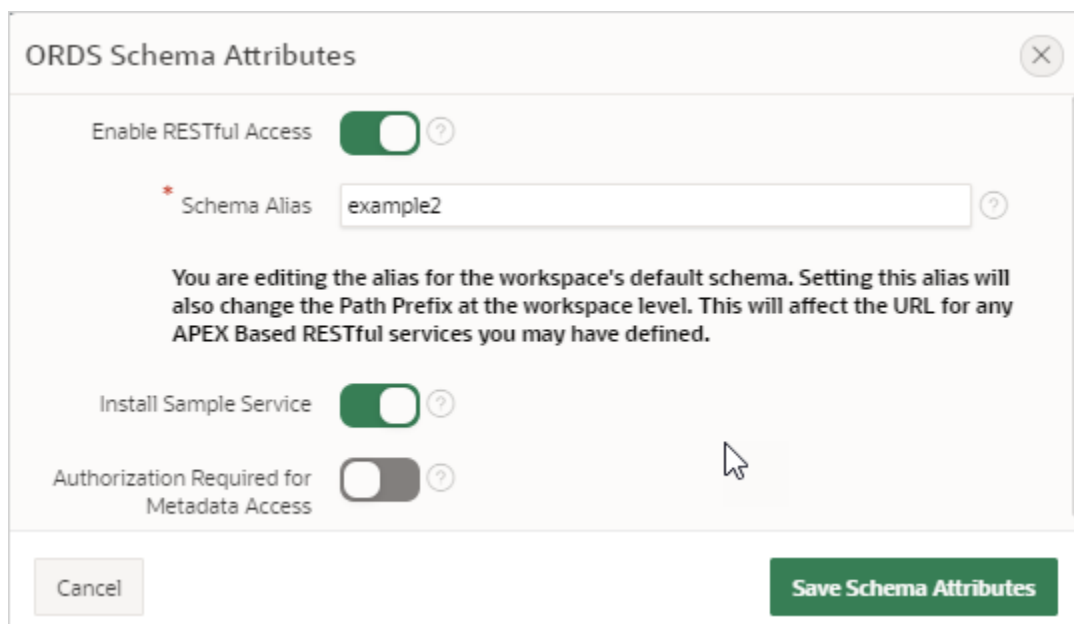 ORDS Schema Attributes
Enable RESTful Access
?
* Schema Alias
example2
?
You are editing the alias for the workspace's default schema. Setting this alias will
also change the Path Prefix at the workspace level. This will affect the URL for any
APEX Based RESTful services you may have defined.
Install Sample Service
?
Authorization Required for
Metadata Access
?
Cancel
Save Schema Attributes